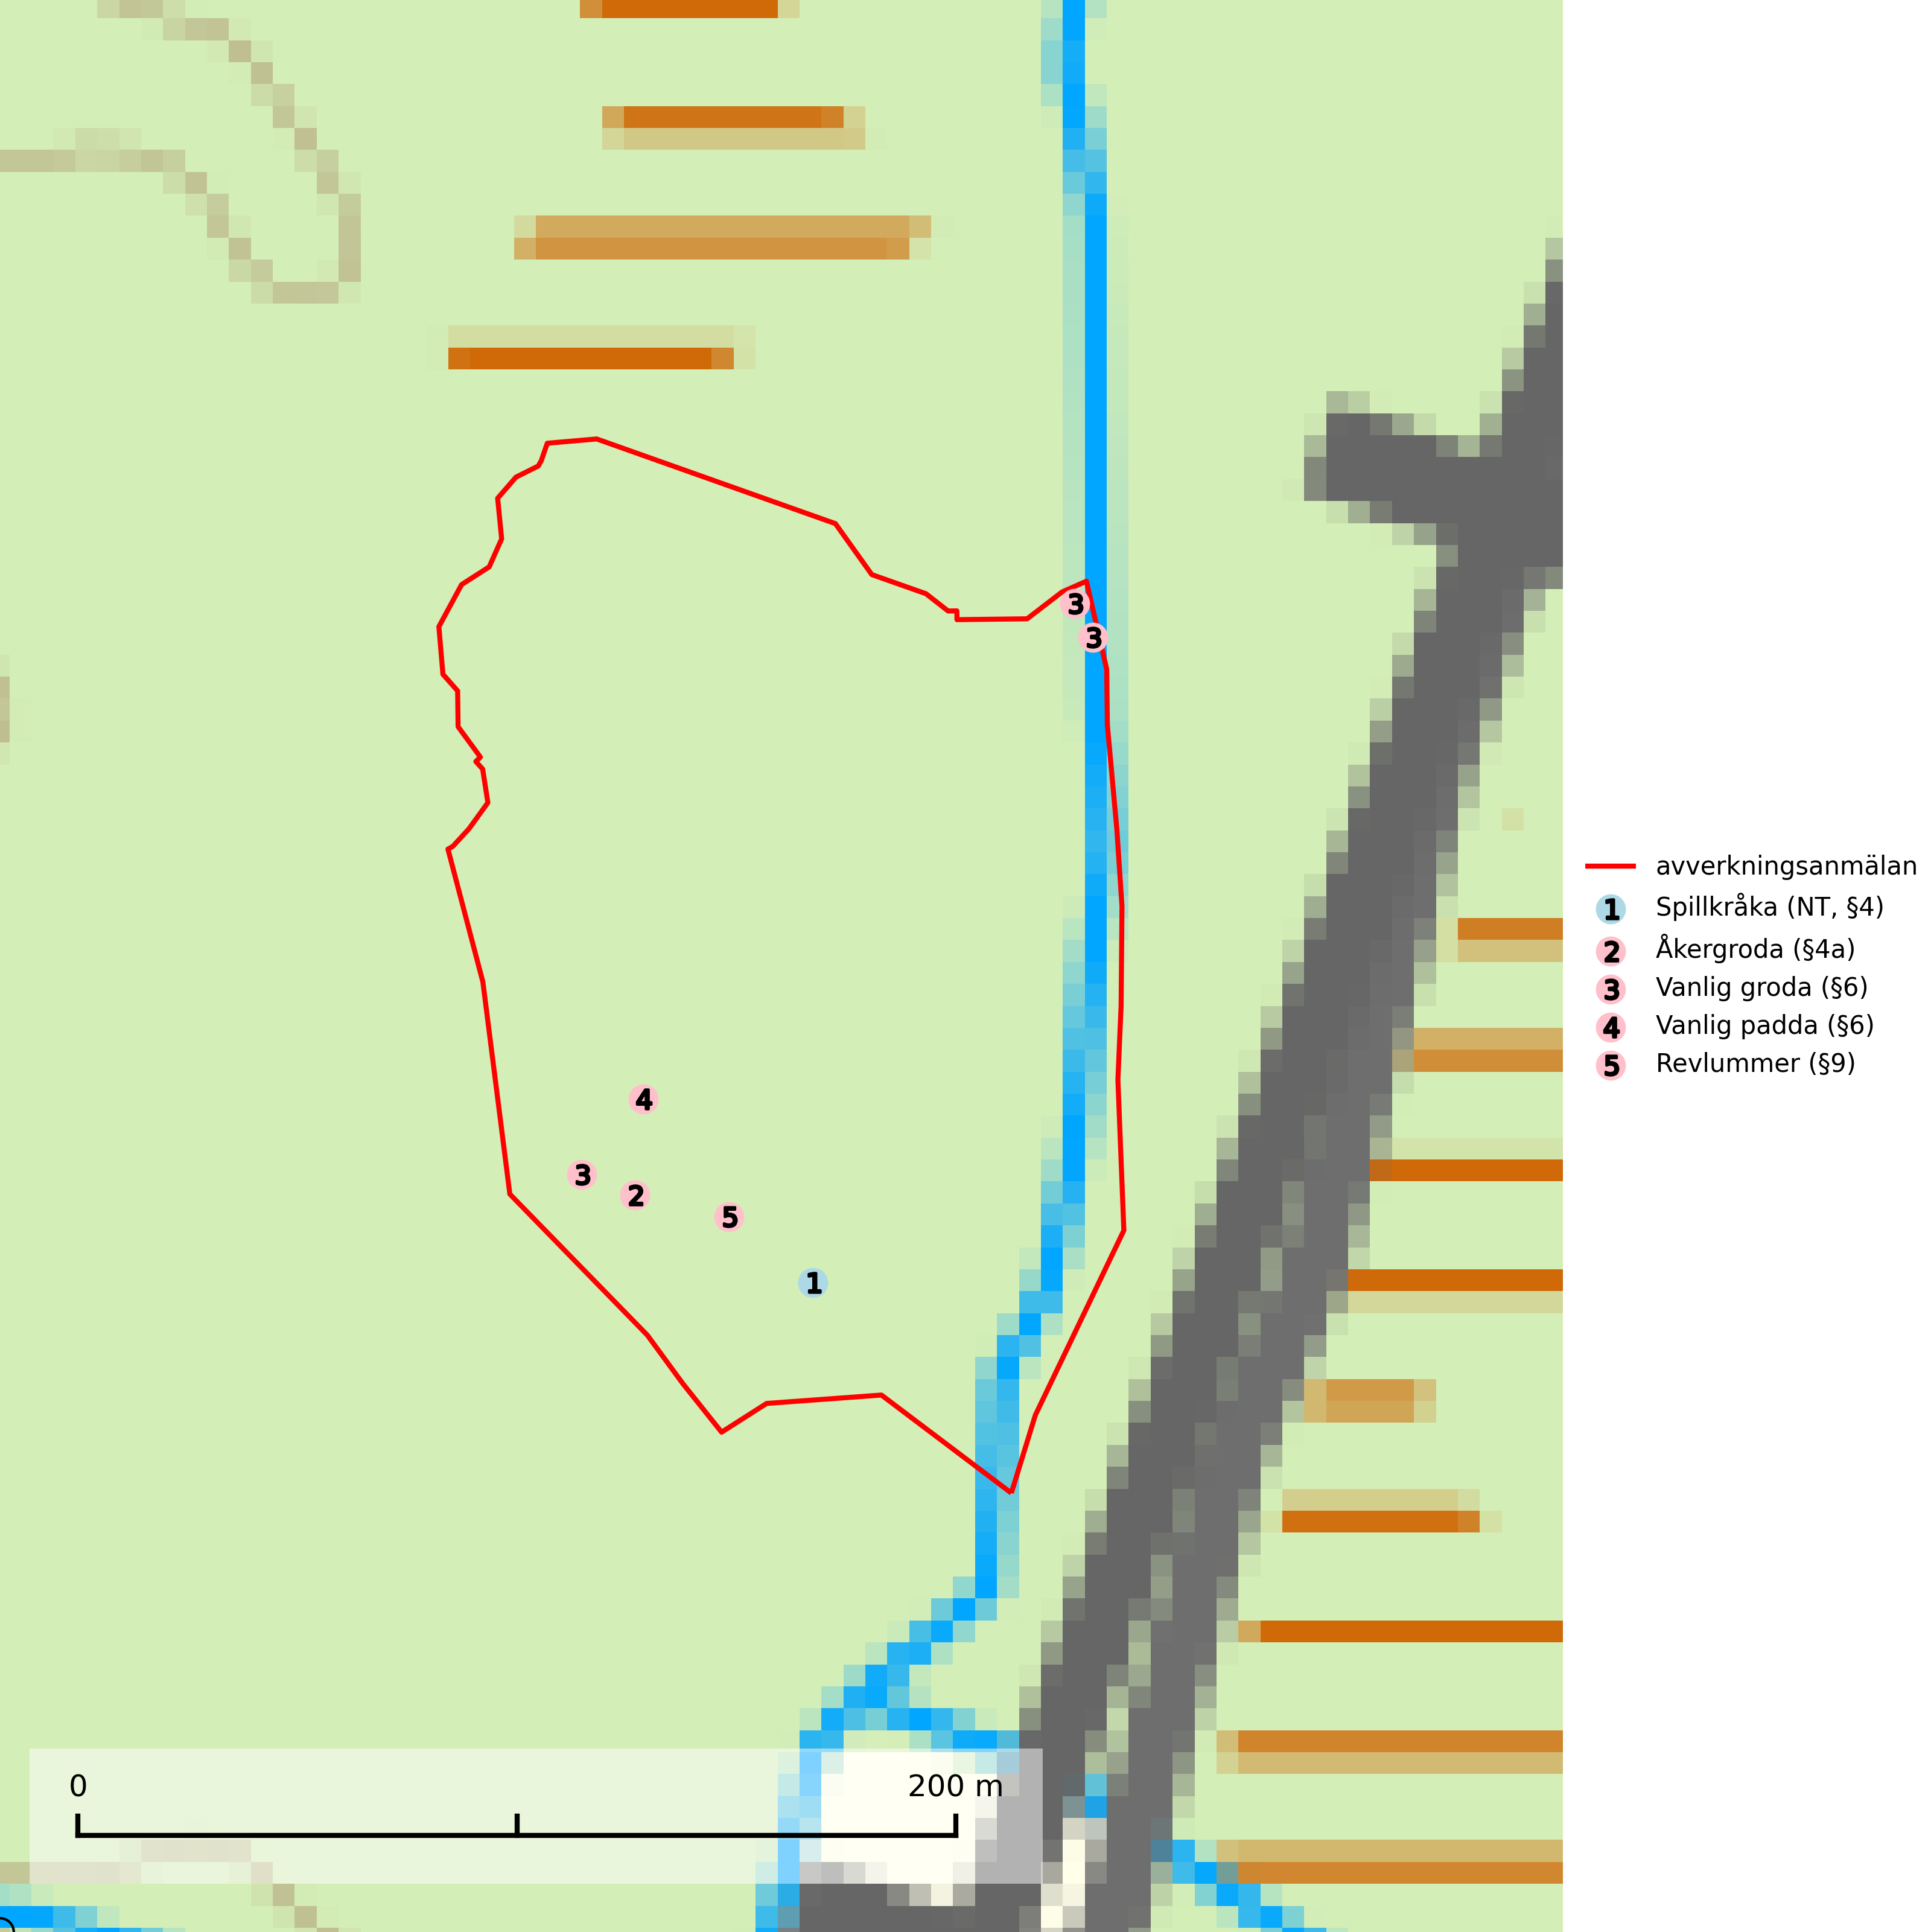 3
3
4
3
2
5
1
avverkningsanmälan
1 Spillkråka (NT, §4)
2 Åkergroda (§4a)
3 Vanlig groda (§6)
4 Vanlig padda (§6)
5 Revlummer (§9)
0 200 m